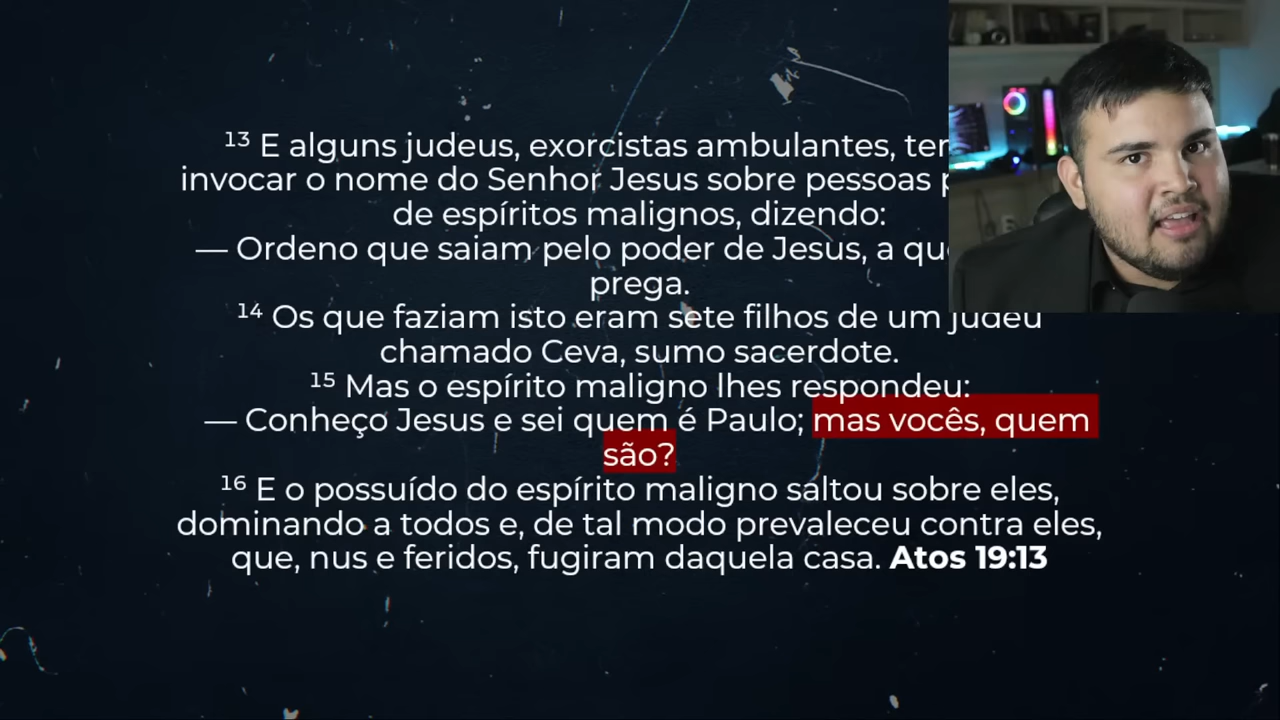 ¹³ E alguns judeus, exorcistas ambulantes,
invocar o nome do Senhor Jesus sobre pessoas
de espíritos malignos, dizendo:
— Ordeno que saiam pelo poder de Jesus, a
prega.
¹⁴ Os que faziam isto eram sete filhos de um judeu
chamado Ceva, sumo sacerdote.
¹⁵ Mas o espírito maligno lhes respondeu:
— Conheço Jesus e sei quem é Paulo; mas vocês, quem
são?
¹⁶ E o possuído do espírito maligno saltou sobre eles,
dominando a todos e, de tal modo prevaleceu contra eles,
que, nus e feridos, fugiram daquela casa. Atos 19:13